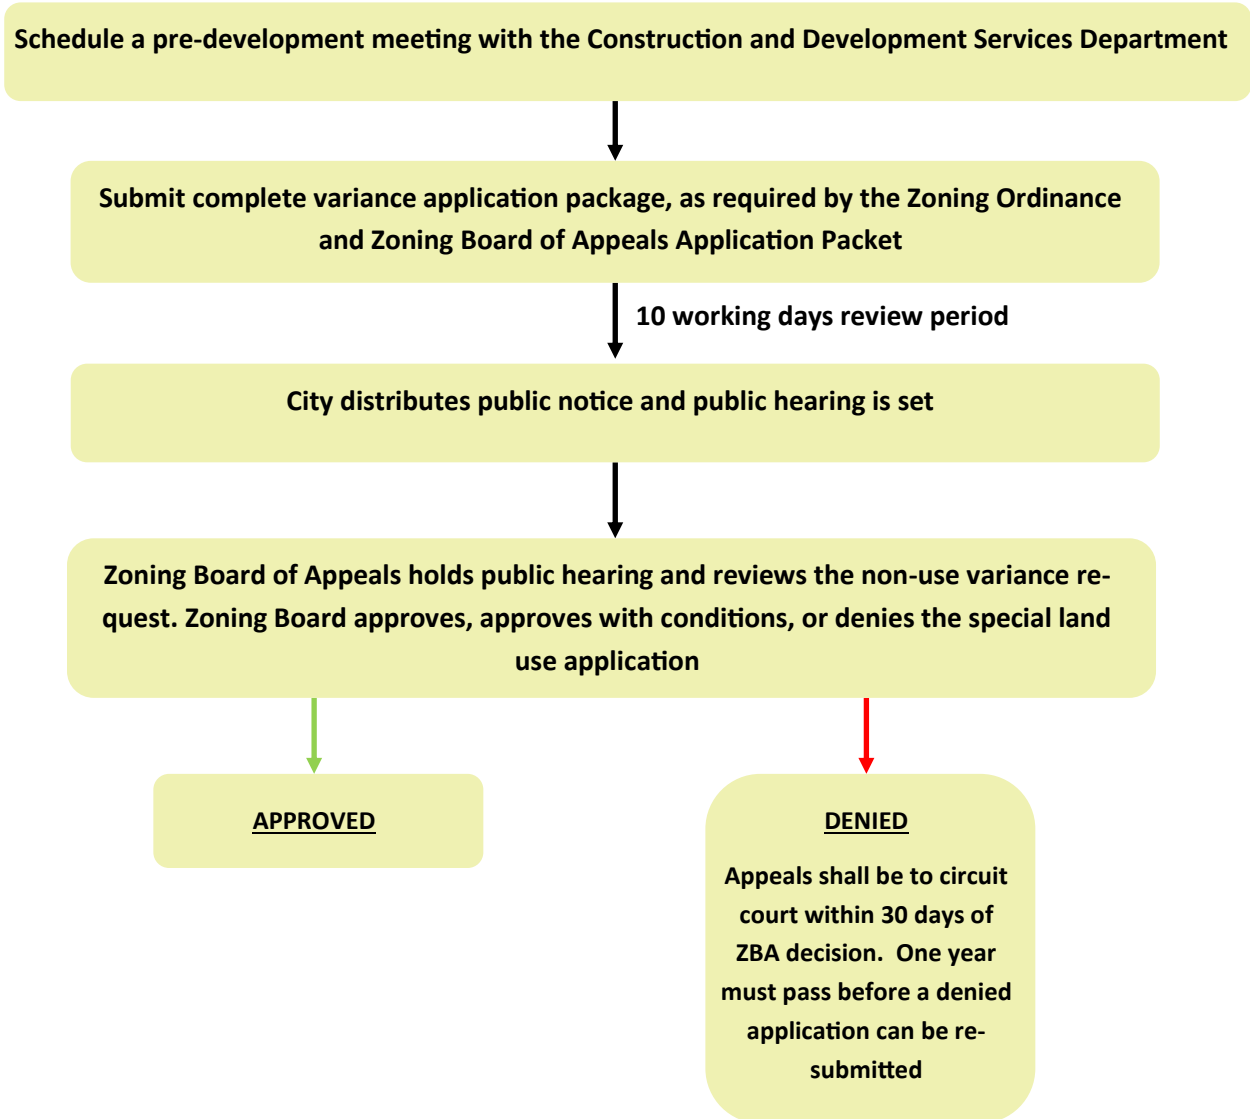 Schedule a pre-development meeting with the Construction and Development Services Department
Submit complete variance application package, as required by the Zoning Ordinance
and Zoning Board of Appeals Application Packet
10 working days review period
City distributes public notice and public hearing is set
Zoning Board of Appeals holds public hearing and reviews the non-use variance re-
quest. Zoning Board approves, approves with conditions, or denies the special land
use application
APPROVED
DENIED
Appeals shall be to circuit
court within 30 days of
ZBA decision.  One year
must pass before a denied
application can be re-
submitted